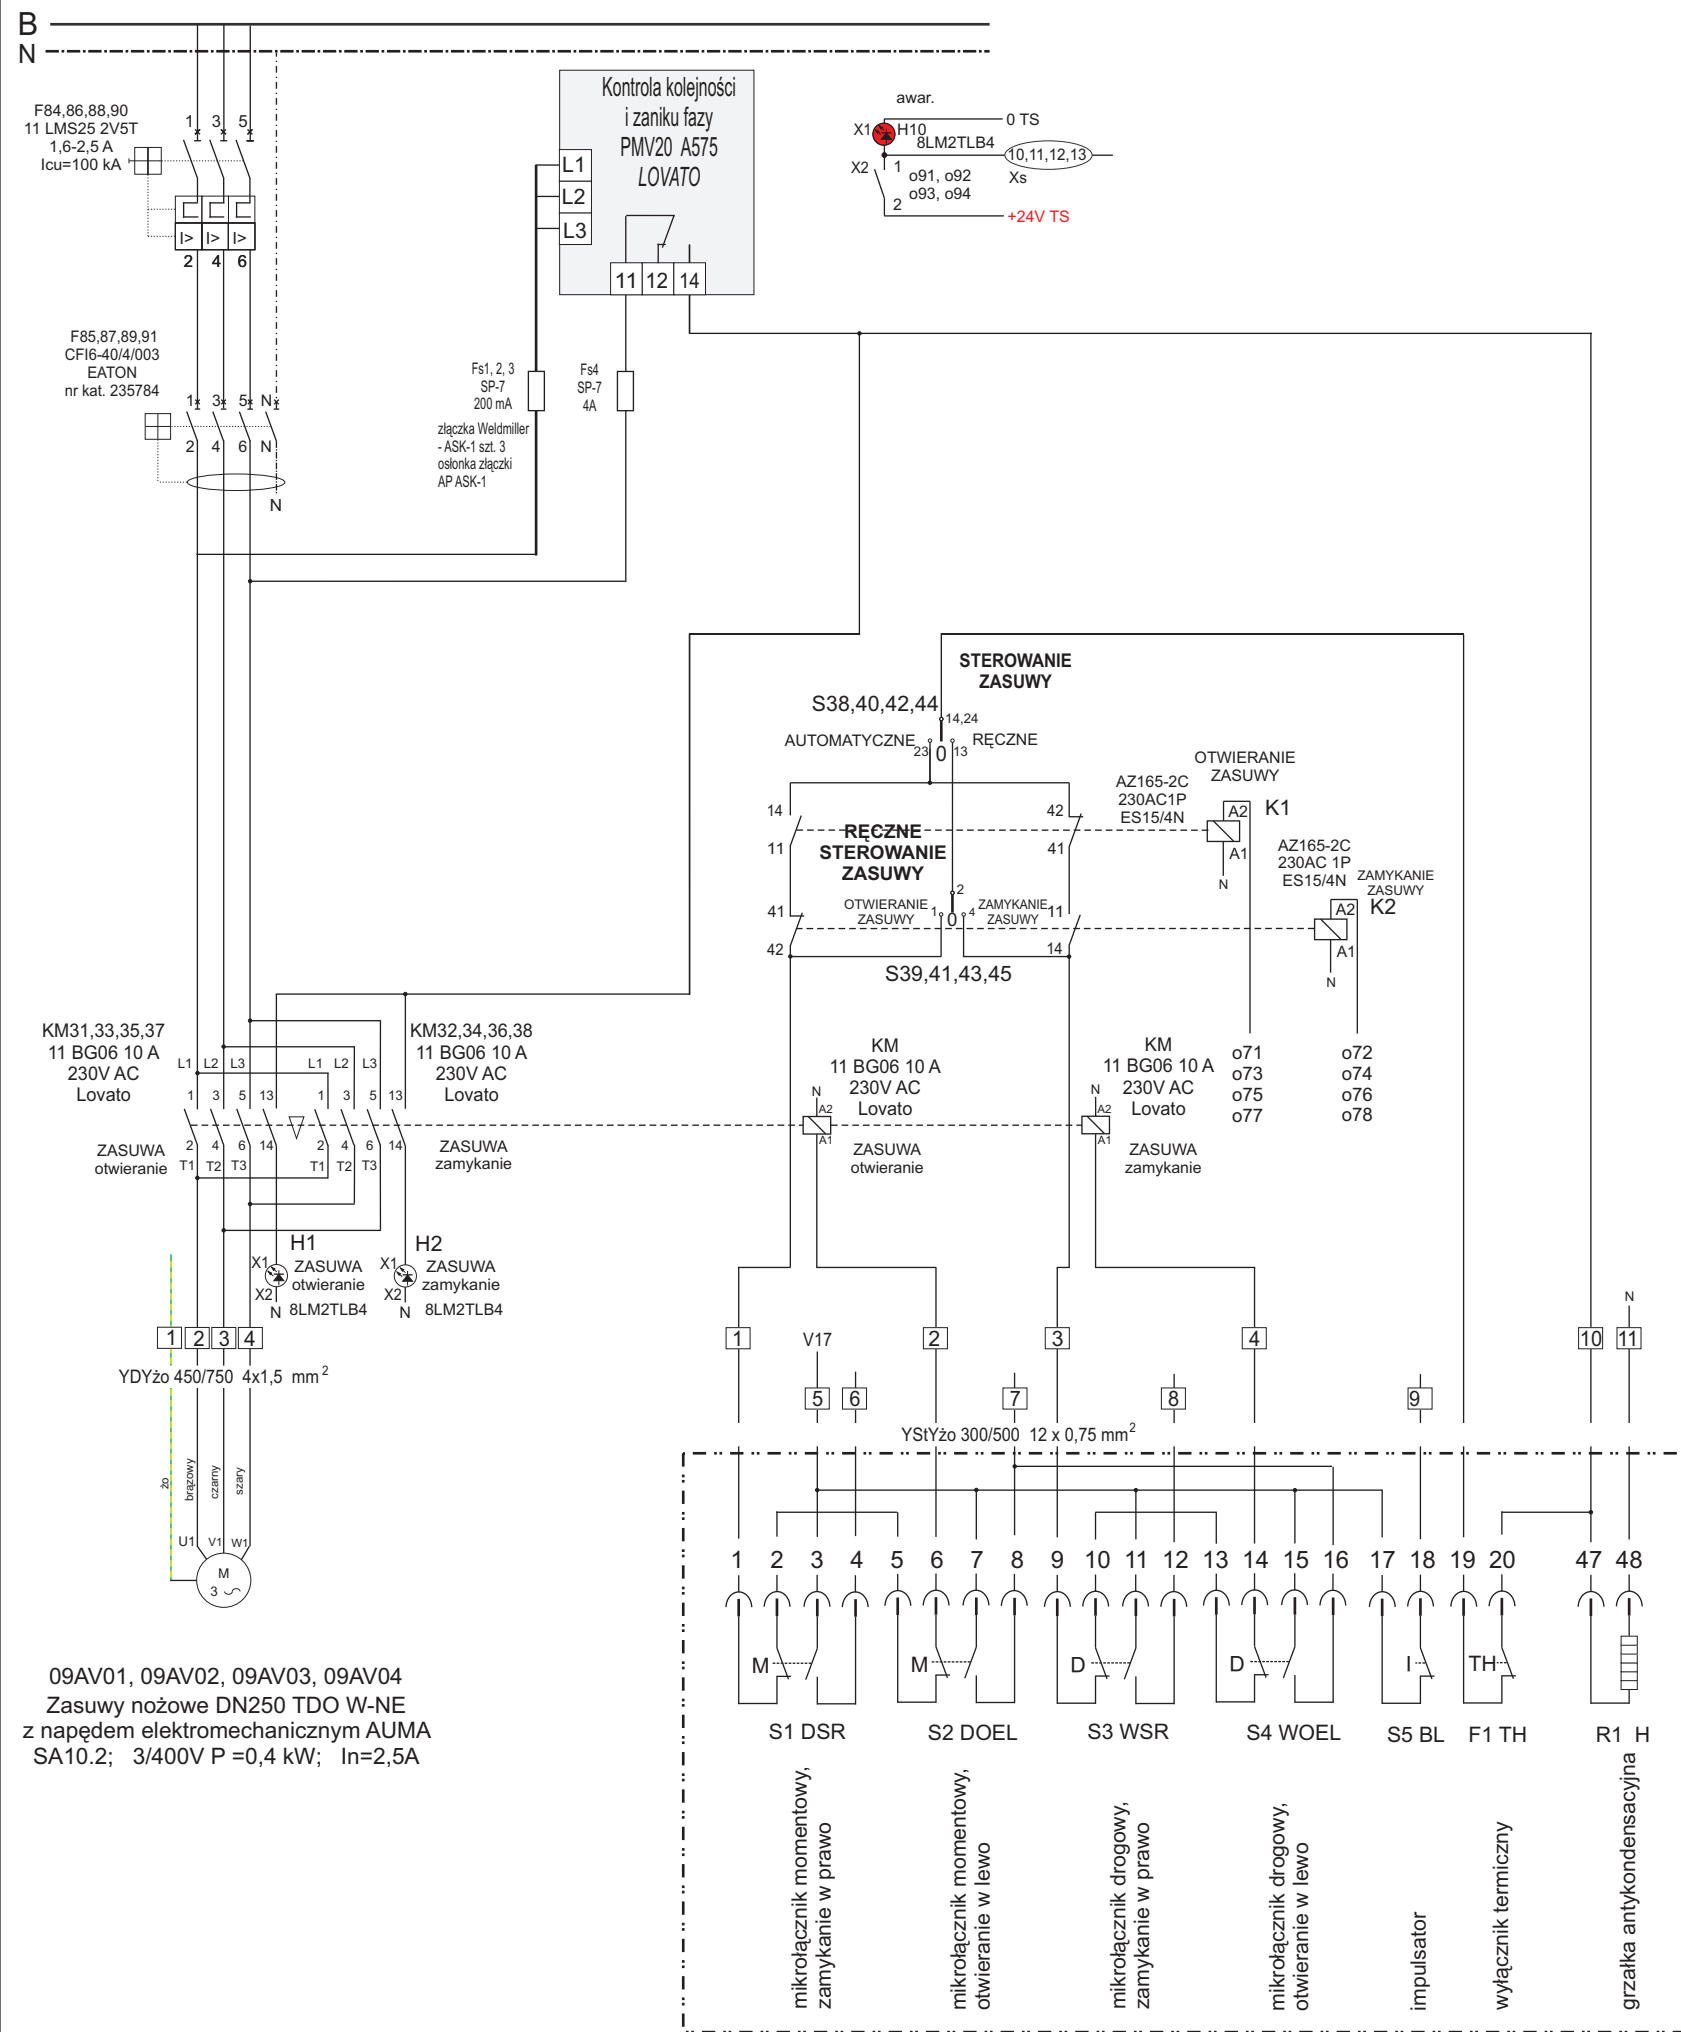 B
N
F84,86,88,90
11 LMS25 2V5T
1,6-2,5 A
Icu=100 kA
1 3 5
I> I> I>
2 4 6
F85,87,89,91
CFI6-40/4/003
EATON
nr kat. 235784
1 3 5 N
2 4 6 N
N
Kontrola kolejności
i zaniku fazy
PMV20 A575
LOVATO
L1
L2
L3
11 12 14
Fs1, 2, 3
SP-7
200 mA
złączka Weldmiller
- ASK-1 szt. 3
osłonka złączki
AP ASK-1
Fs4
SP-7
4A
awar.
0 TS
X1 H10
8LM2TLB4
10,11,12,13
Xs
X2 1
o91, o92
o93, o94
2
+24V TS
STEROWANIE
ZASUWY
S38,40,42,44
14,24
AUTOMATYCZNE RĘCZNE
23 0 13
14 42
11 41
RĘCZNE
STEROWANIE
ZASUWY
2
OTWIERANIE
ZASUWY
1 0 4
ZAMYKANIE
ZASUWY
41 11
42 14
S39,41,43,45
OTWIERANIE
ZASUWY
AZ165-2C
230AC1P
ES15/4N
A2 K1
A1
N
AZ165-2C
230AC 1P
ES15/4N
ZAMYKANIE
ZASUWY
A2 K2
A1
N
o71
o73
o75
o77
o72
o74
o76
o78
KM31,33,35,37
11 BG06 10 A
230V AC
Lovato
KM32,34,36,38
11 BG06 10 A
230V AC
Lovato
L1 L2 L3 L1 L2 L3
1 3 5 13 1 3 5 13
2 4 6 14 2 4 6 14
T1 T2 T3 T1 T2 T3
ZASUWA
otwieranie
ZASUWA
zamykanie
KM
11 BG06 10 A
230V AC
Lovato
N
A2
A1
ZASUWA
otwieranie
KM
11 BG06 10 A
230V AC
Lovato
N
A2
A1
ZASUWA
zamykanie
H1
X1 ZASUWA
otwieranie
X2
N 8LM2TLB4
H2
X1 ZASUWA
zamykanie
X2
N 8LM2TLB4
1 2 3 4
YDYżo 450/750 4x1,5 mm2
żo
brązowy
czarny
szary
U1 V1 W1
M
3
N
1 V17 2 3 4 10 11
5 6 7 8 9
YStYżo 300/500 12 x 0,75 mm2
1 2 3 4 5 6 7 8 9 10 11 12 13 14 15 16 17 18 19 20 47 48
M M D D I TH
S1 DSR S2 DOEL S3 WSR S4 WOEL S5 BL F1 TH R1 H
mikrołącznik momentowy,
zamykanie w prawo
mikrołącznik momentowy,
otwieranie w lewo
mikrołącznik drogowy,
zamykanie w prawo
mikrołącznik drogowy,
otwieranie w lewo
impulsator
wyłącznik termiczny
grzałka antykondensacyjna
09AV01, 09AV02, 09AV03, 09AV04
Zasuwy nożowe DN250 TDO W-NE
z napędem elektromechanicznym AUMA
SA10.2; 3/400V P =0,4 kW; In=2,5A